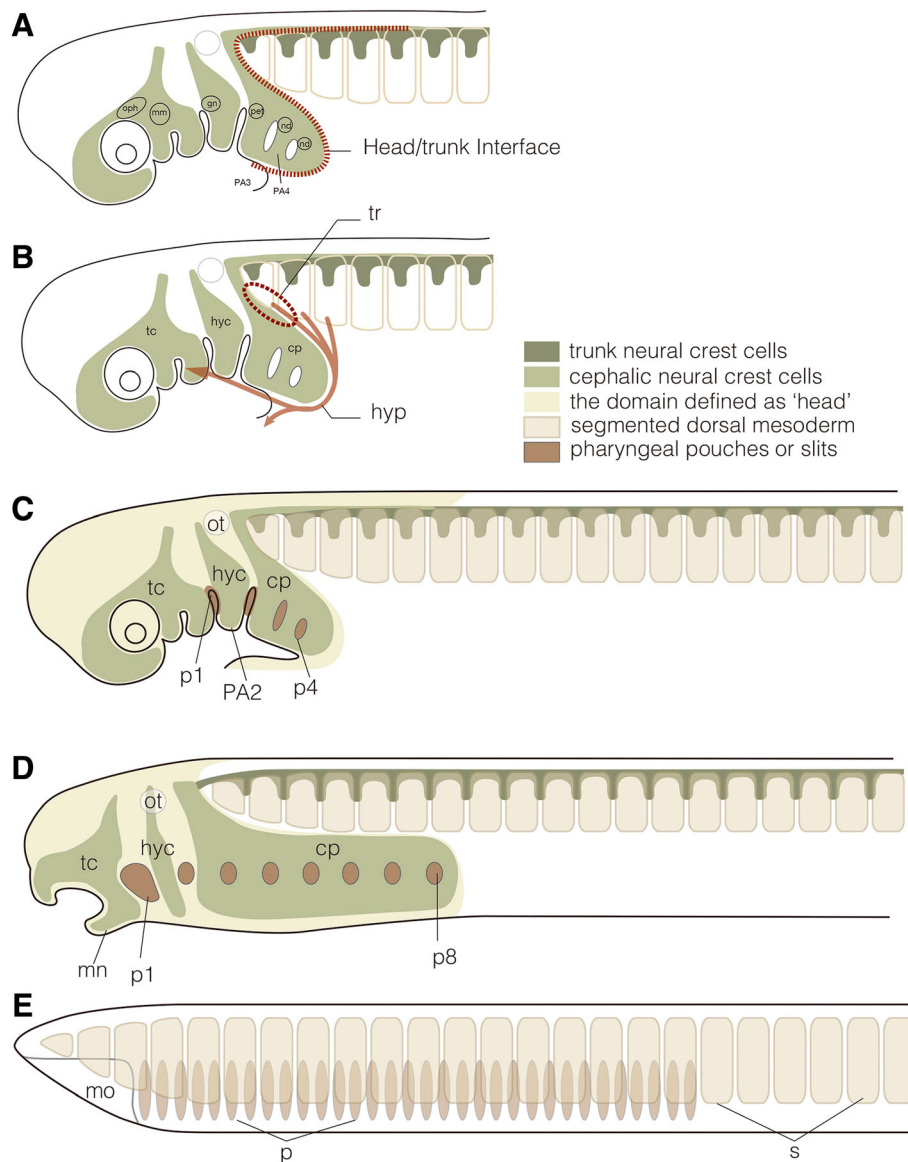 A
oph
mm
gn
pet
nd
nd
Head/trunk Interface
PA3
PA4
tr
B
tc
hyc
cp
hyp
trunk neural crest cells
cephalic neural crest cells
the domain defined as ‘head’
segmented dorsal mesoderm
pharyngeal pouches or slits
C
ot
hyc
tc
cp
p1
PA2
p4
D
ot
hyc
cp
tc
mn
p1
p8
E
mo
p
s